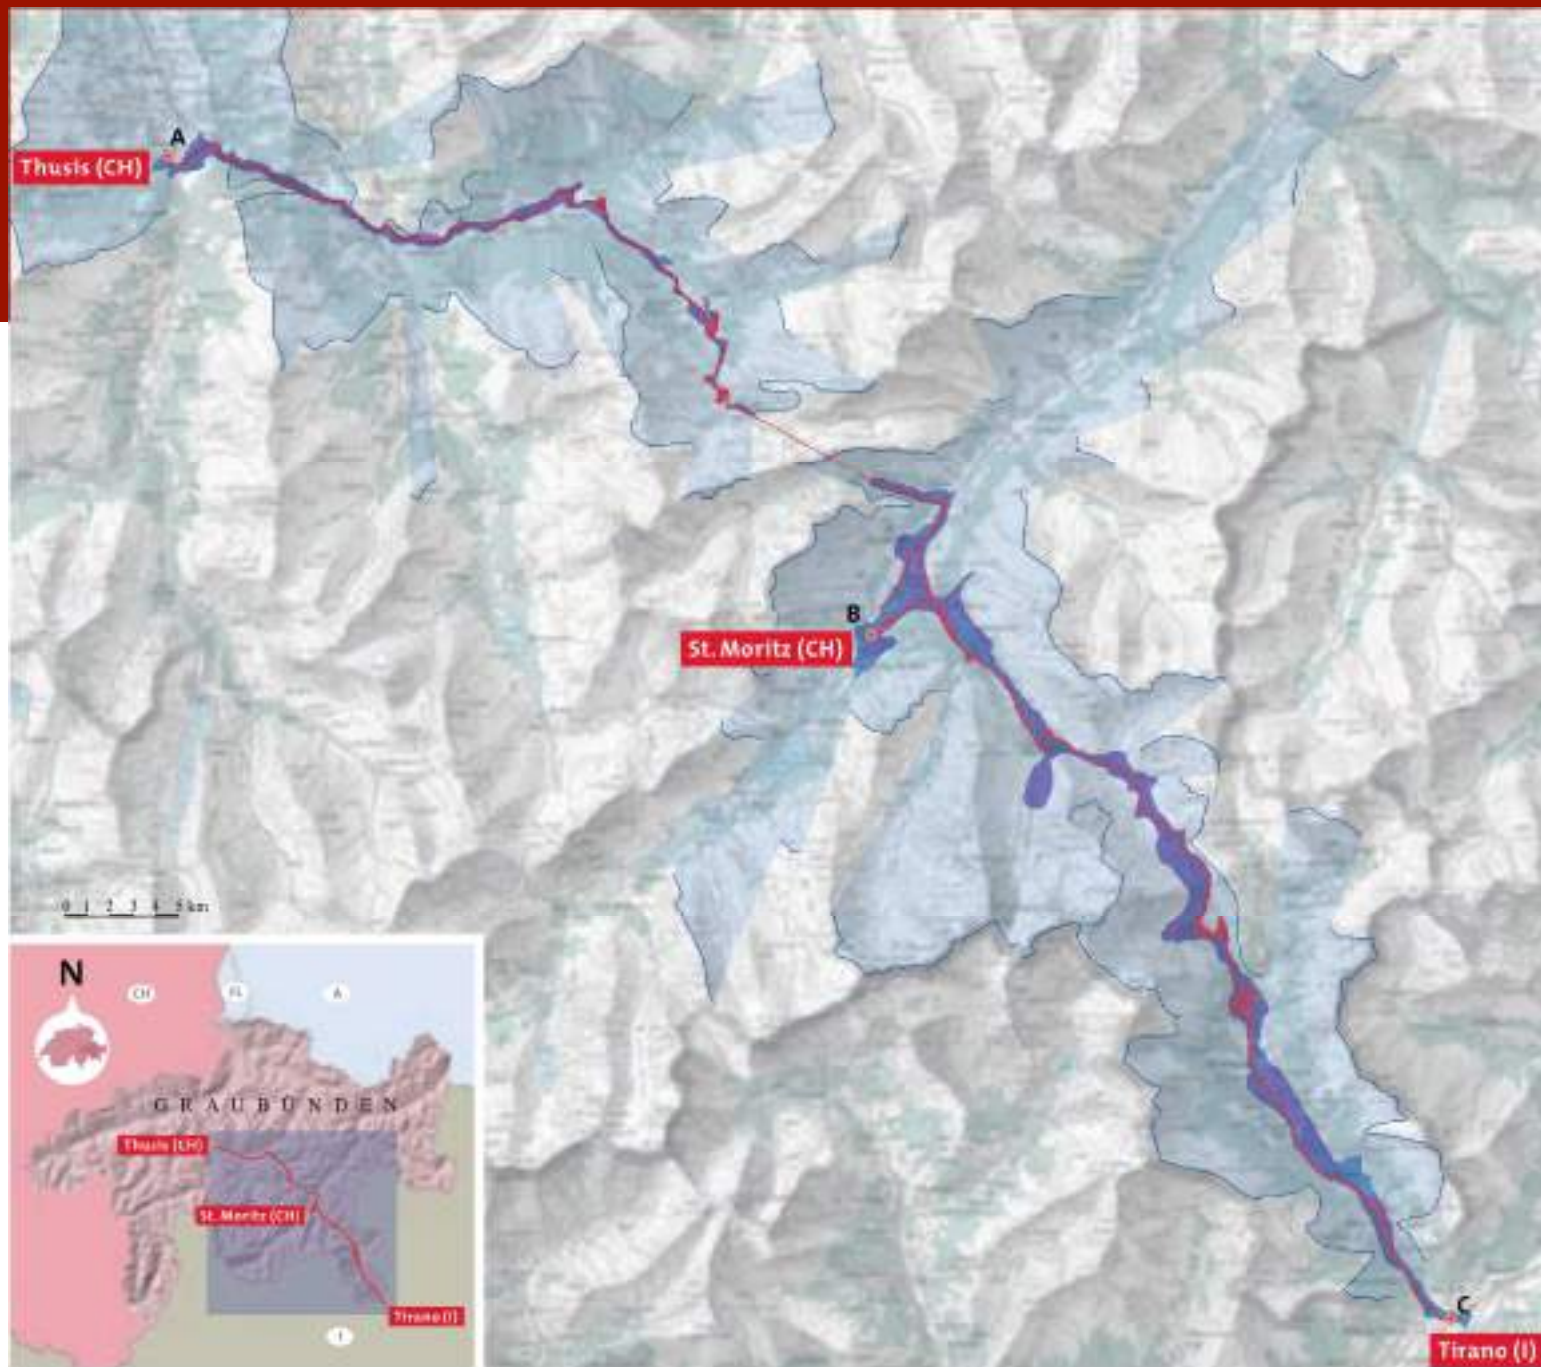 A
Thusis (CH)
B
St. Moritz (CH)
0 1 2 3 4 5 km
N
CH
FL
A
GRAUBÜNDEN
Thusis (CH)
St. Moritz (CH)
Tirano (I)
I
C
Tirano (I)